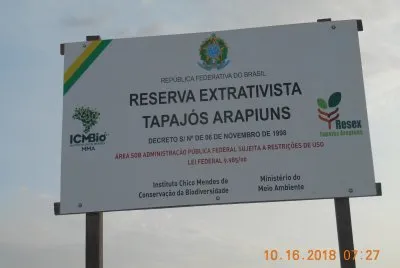 REPÚBLICA FEDERATIVA DO BRASIL
RESERVA EXTRATIVISTA
TAPAJÓS ARAPIUNS
DECRETO S/ Nº DE 06 DE NOVEMBRO DE 1998
ÁREA SOB ADMINISTRAÇÃO PÚBLICA FEDERAL SUJEITA A RESTRIÇÕES DE USO
LEI FEDERAL 9.985/00
ICMBio
MMA
Resex
Tapajós Arapiuns
Instituto Chico Mendes de
Conservação da Biodiversidade
Ministério do
Meio Ambiente
10.16.2018 07:27